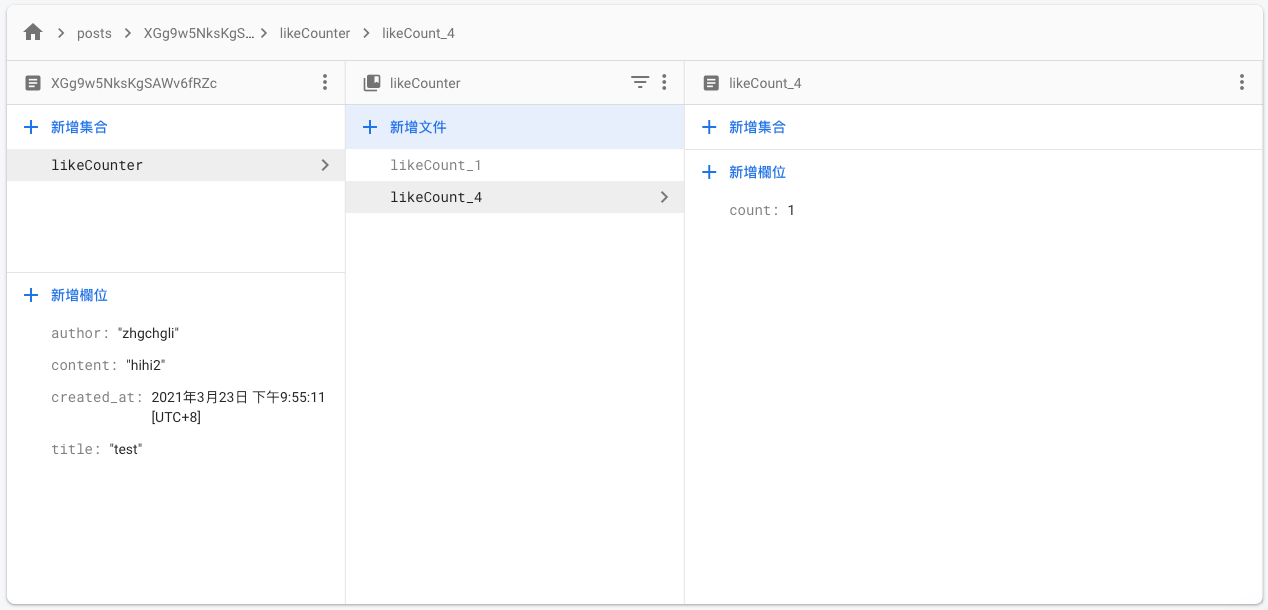 posts
XGg9w5NksKgS...
likeCounter
likeCount_4
XGg9w5NksKgSAWv6fRZc
新增集合
likeCounter
新增欄位
author: "zhgchgli"
content: "hihi2"
created_at: 2021年3月23日 下午9:55:11
[UTC+8]
title: "test"
likeCounter
新增文件
likeCount_1
likeCount_4
likeCount_4
新增集合
新增欄位
count: 1